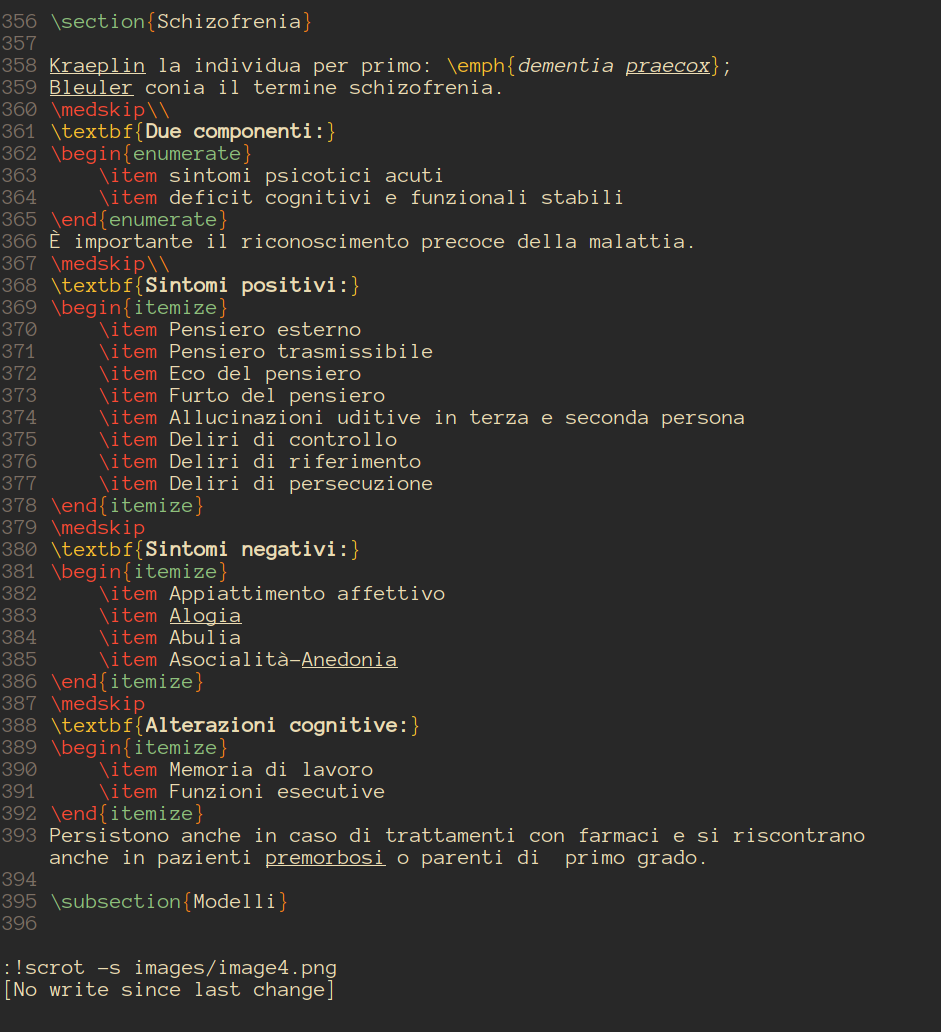 356 \section{Schizofrenia}
357
358 Kraeplin la individua per primo: \emph{dementia praecox};
359 Bleuler conia il termine schizofrenia.
360 \medskip\\
361 \textbf{Due componenti:}
362 \begin{enumerate}
363     \item sintomi psicotici acuti
364     \item deficit cognitivi e funzionali stabili
365 \end{enumerate}
366 È importante il riconoscimento precoce della malattia.
367 \medskip\\
368 \textbf{Sintomi positivi:}
369 \begin{itemize}
370     \item Pensiero esterno
371     \item Pensiero trasmissibile
372     \item Eco del pensiero
373     \item Furto del pensiero
374     \item Allucinazioni uditive in terza e seconda persona
375     \item Deliri di controllo
376     \item Deliri di riferimento
377     \item Deliri di persecuzione
378 \end{itemize}
379 \medskip
380 \textbf{Sintomi negativi:}
381 \begin{itemize}
382     \item Appiattimento affettivo
383     \item Alogia
384     \item Abulia
385     \item Asocialità-Anedonia
386 \end{itemize}
387 \medskip
388 \textbf{Alterazioni cognitive:}
389 \begin{itemize}
390     \item Memoria di lavoro
391     \item Funzioni esecutive
392 \end{itemize}
393 Persistono anche in caso di trattamenti con farmaci e si riscontrano
anche in pazienti premorbosi o parenti di  primo grado.
394
395 \subsection{Modelli}
396
:!scrot -s images/image4.png
[No write since last change]